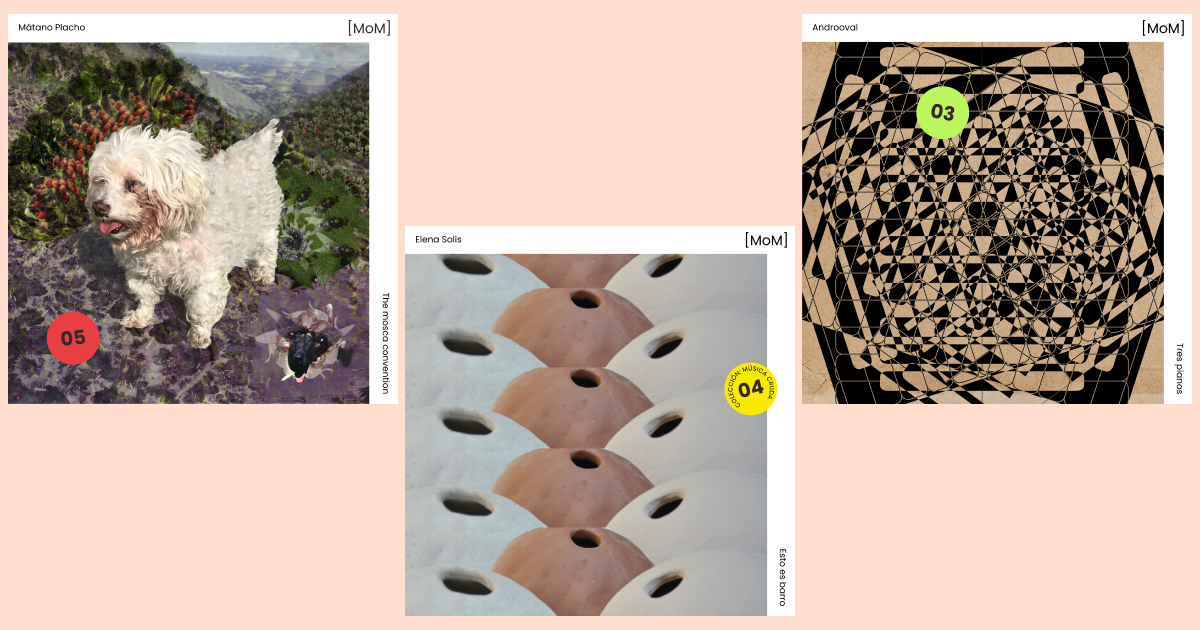 Mátano Placho
[MoM]
05
The mosca convention
Elena Solis
[MoM]
COLECCIÓN: MÚSICA CRUDA
04
Esto es barro
Androoval
[MoM]
03
Tres pianos